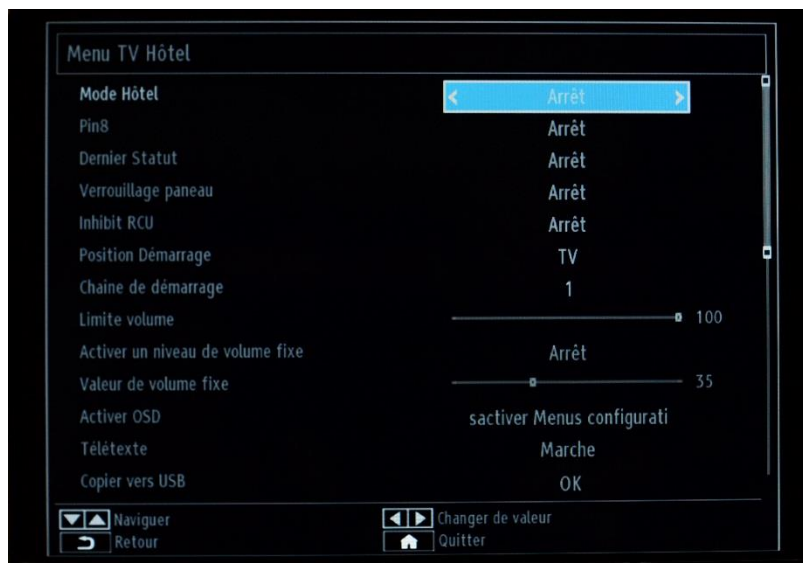 Menu TV Hôtel
Mode Hôtel Arrêt
Pin8 Arrêt
Dernier Statut Arrêt
Verrouillage paneau Arrêt
Inhibit RCU Arrêt
Position Démarrage TV
Chaine de démarrage 1
Limite volume 100
Activer un niveau de volume fixe Arrêt
Valeur de volume fixe 35
Activer OSD sactiver Menus configurati
Télétexte Marche
Copier vers USB OK
Naviguer Changer de valeur
Retour Quitter